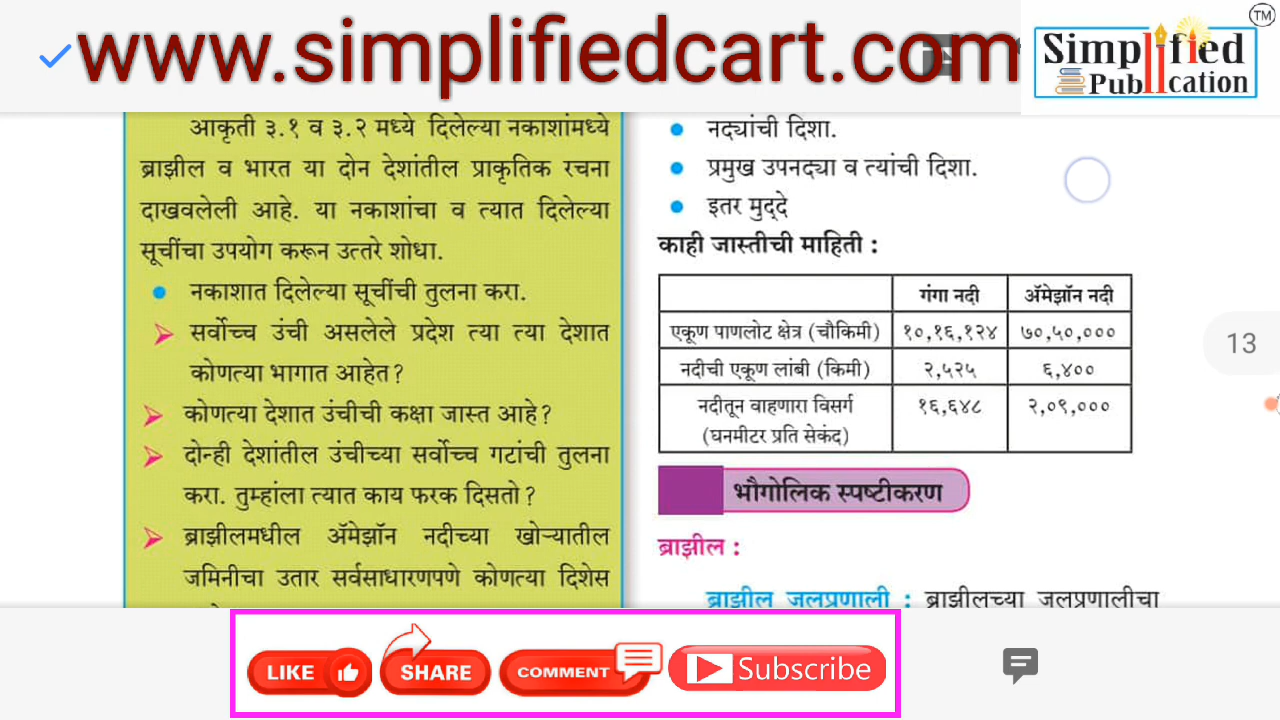 www.simplifiedcart.com
TM
Simplified
Publication
आकृती ३.१ व ३.२ मध्ये दिलेल्या नकाशांमध्ये
ब्राझील व भारत या दोन देशांतील प्राकृतिक रचना
दाखवलेली आहे. या नकाशांचा व त्यात दिलेल्या
सूचींचा उपयोग करून उत्तरे शोधा.
नकाशात दिलेल्या सूचींची तुलना करा.
सर्वोच्च उंची असलेले प्रदेश त्या त्या देशात
कोणत्या भागात आहेत?
कोणत्या देशात उंचीची कक्षा जास्त आहे?
दोन्ही देशांतील उंचीच्या सर्वोच्च गटांची तुलना
करा. तुम्हांला त्यात काय फरक दिसतो?
ब्राझीलमधील ॲमेझॉन नदीच्या खोऱ्यातील
जमिनीचा उतार सर्वसाधारणपणे कोणत्या दिशेस
नद्यांची दिशा.
प्रमुख उपनद्या व त्यांची दिशा.
इतर मुद्दे
काही जास्तीची माहिती :
गंगा नदी ॲमेझॉन नदी
एकूण पाणलोट क्षेत्र (चौकिमी) १०,१६,१२४ ७०,५०,०००
नदीची एकूण लांबी (किमी) २,५२५ ६,४००
नदीतून वाहणारा विसर्ग १६,६४८ २,०९,०००
(घनमीटर प्रति सेकंद)
भौगोलिक स्पष्टीकरण
ब्राझील :
ब्राझील जलप्रणाली : ब्राझीलच्या जलप्रणालीचा
13
LIKE
SHARE
COMMENT
Subscribe